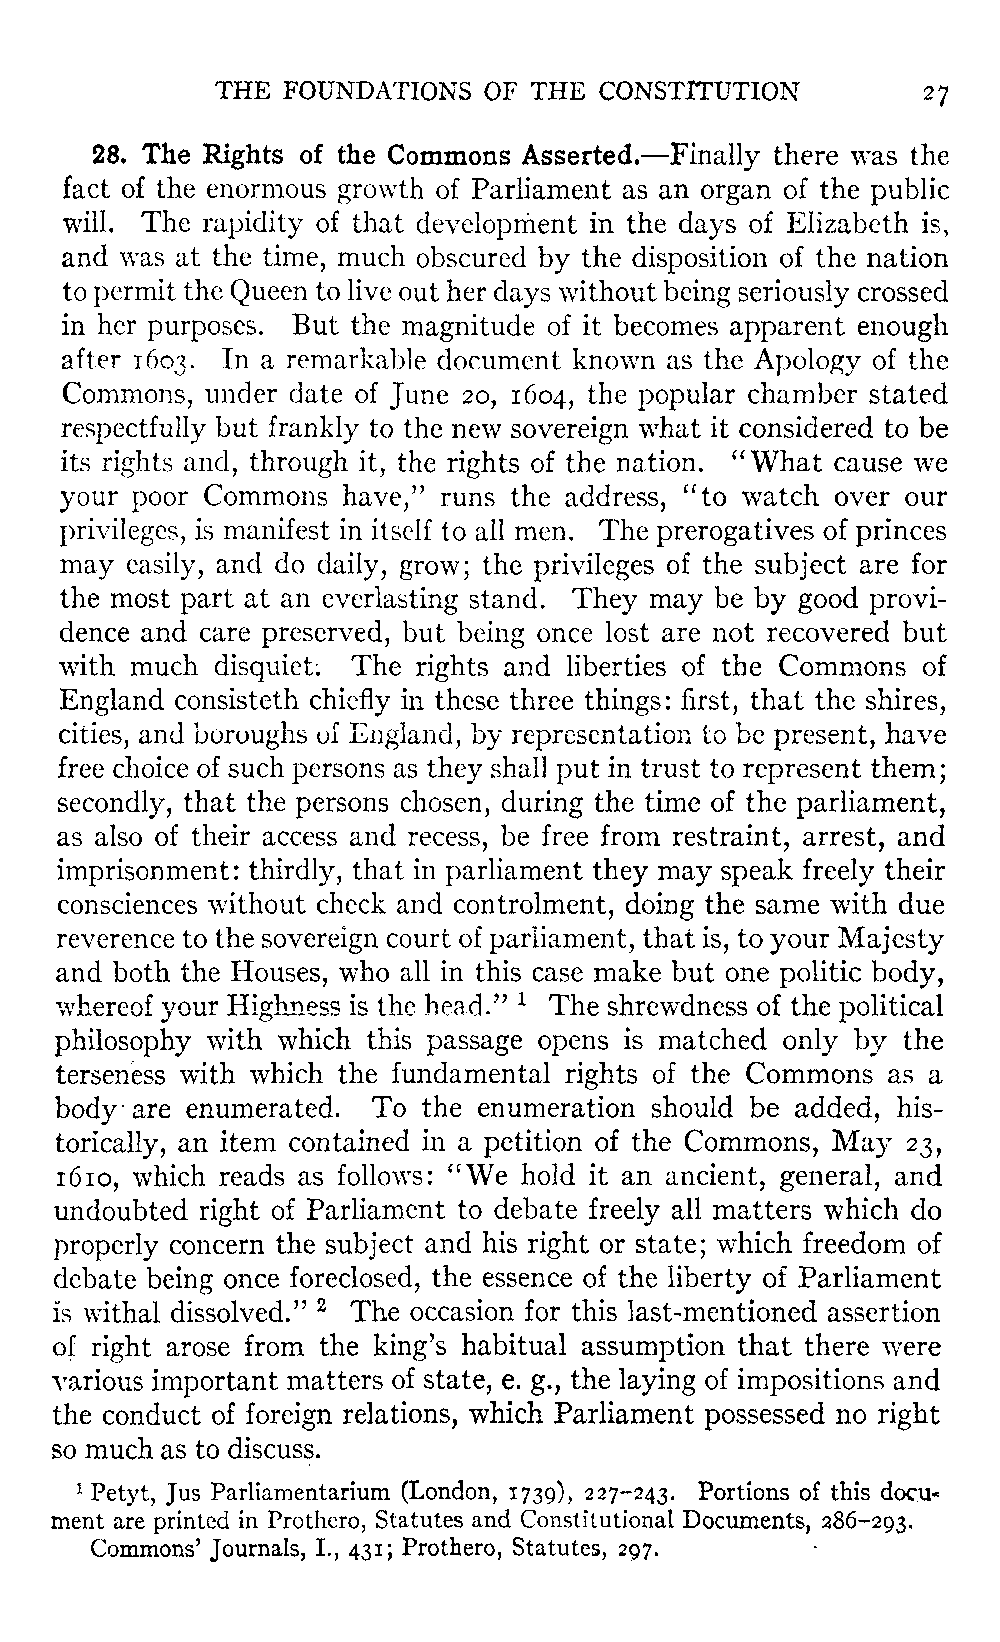 THE FOUNDATIONS OF THE CONSTITUTION 27
28. The Rights of the Commons Asserted.—Finally there was the
fact of the enormous growth of Parliament as an organ of the public
will. The rapidity of that development in the days of Elizabeth is,
and was at the time, much obscured by the disposition of the nation
to permit the Queen to live out her days without being seriously crossed
in her purposes. But the magnitude of it becomes apparent enough
after 1603. In a remarkable document known as the Apology of the
Commons, under date of June 20, 1604, the popular chamber stated
respectfully but frankly to the new sovereign what it considered to be
its rights and, through it, the rights of the nation. "What cause we
your poor Commons have," runs the address, "to watch over our
privileges, is manifest in itself to all men. The prerogatives of princes
may easily, and do daily, grow; the privileges of the subject are for
the most part at an everlasting stand. They may be by good provi-
dence and care preserved, but being once lost are not recovered but
with much disquiet. The rights and liberties of the Commons of
England consisteth chiefly in these three things: first, that the shires,
cities, and boroughs of England, by representation to be present, have
free choice of such persons as they shall put in trust to represent them;
secondly, that the persons chosen, during the time of the parliament,
as also of their access and recess, be free from restraint, arrest, and
imprisonment: thirdly, that in parliament they may speak freely their
consciences without check and controlment, doing the same with due
reverence to the sovereign court of parliament, that is, to your Majesty
and both the Houses, who all in this case make but one politic body,
whereof your Highness is the head." 1 The shrewdness of the political
philosophy with which this passage opens is matched only by the
terseness with which the fundamental rights of the Commons as a
body are enumerated. To the enumeration should be added, his-
torically, an item contained in a petition of the Commons, May 23,
1610, which reads as follows: "We hold it an ancient, general, and
undoubted right of Parliament to debate freely all matters which do
properly concern the subject and his right or state; which freedom of
debate being once foreclosed, the essence of the liberty of Parliament
is withal dissolved." 2 The occasion for this last-mentioned assertion
of right arose from the king's habitual assumption that there were
various important matters of state, e. g., the laying of impositions and
the conduct of foreign relations, which Parliament possessed no right
so much as to discuss.
1 Petyt, Jus Parliamentarium (London, 1739), 227–243. Portions of this docu-
ment are printed in Prothero, Statutes and Constitutional Documents, 286–293.
Commons' Journals, I., 431; Prothero, Statutes, 297.